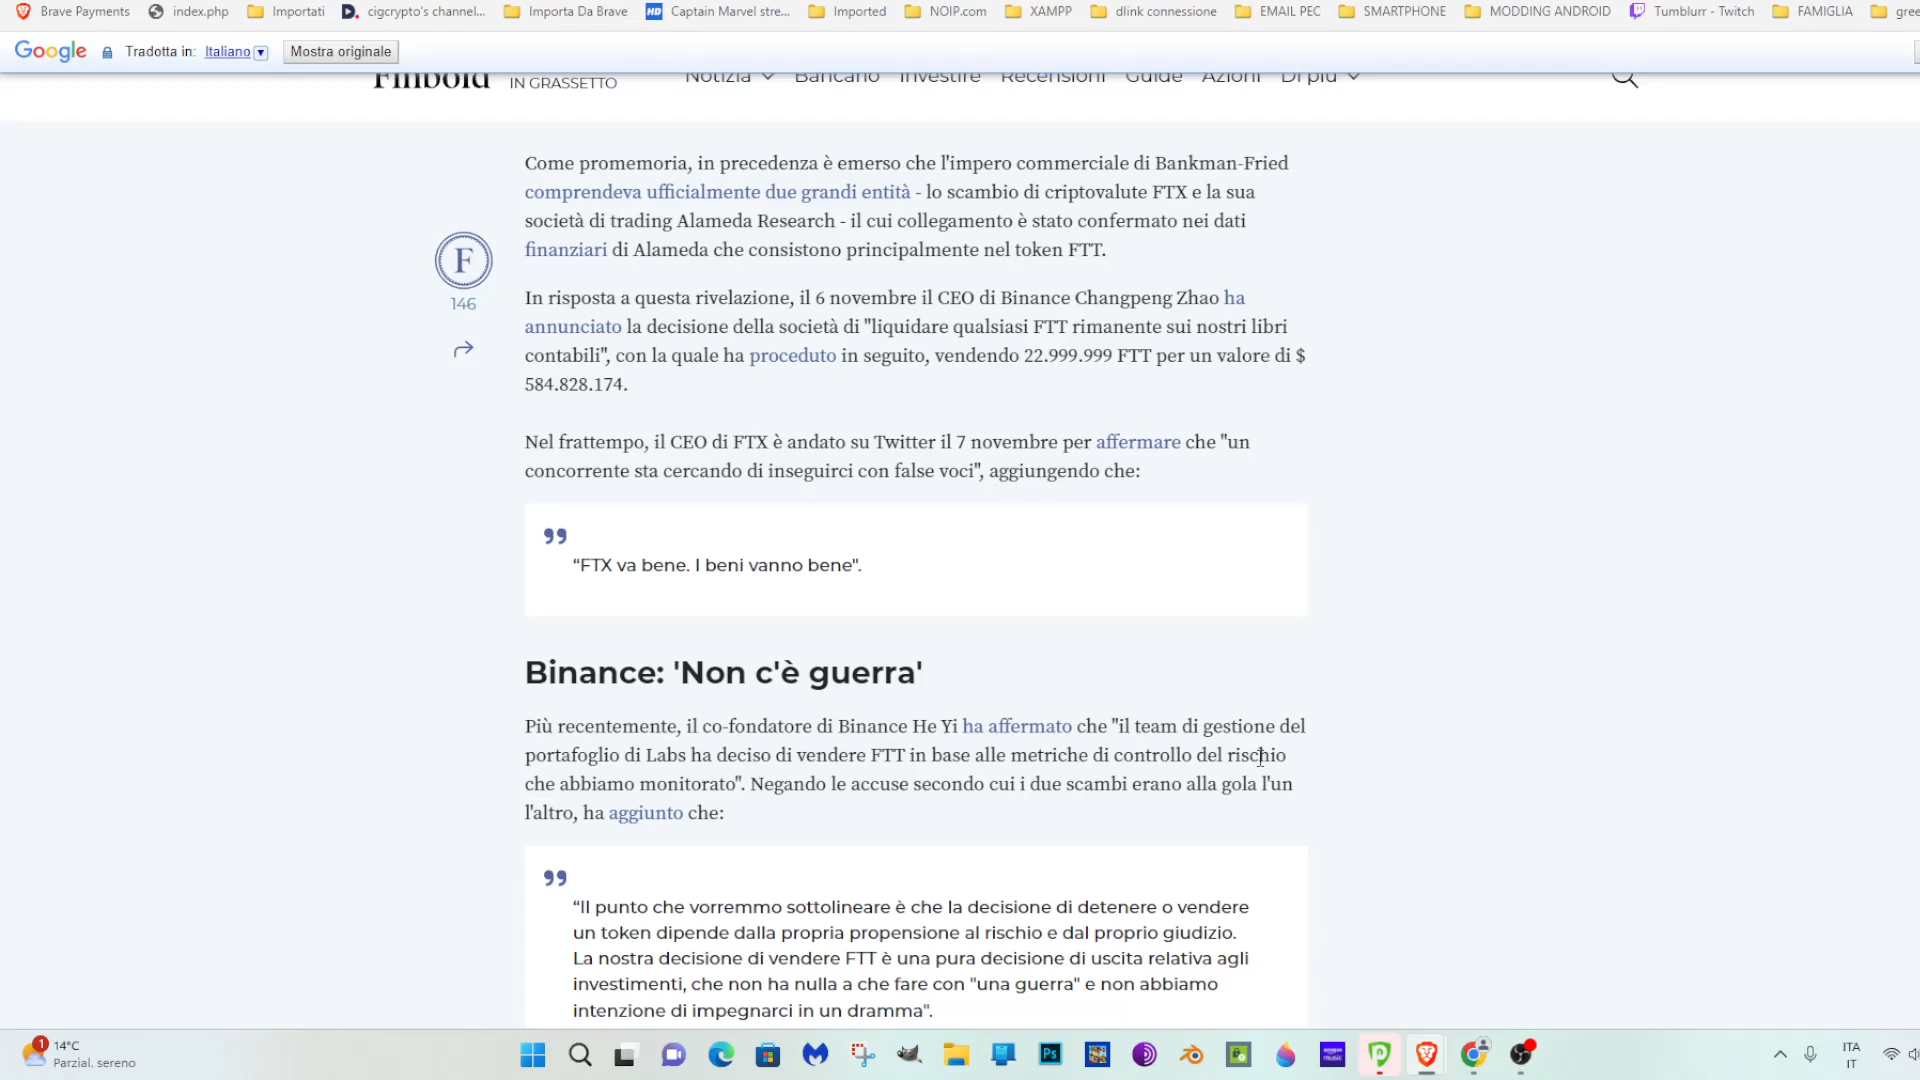 Brave Payments index.php Importati cigcrypto's channel... Importa Da Brave Captain Marvel stre... Imported NOIP.com XAMPP dlink connessione EMAIL PEC SMARTPHONE MODDING ANDROID Tumblurr - Twitch FAMIGLIA gree
Google Tradotta in: Italiano Mostra originale
Finbold IN GRASSETTO Notizia Bancario Investire Recensioni Guide Azioni Di più
Come promemoria, in precedenza è emerso che l'impero commerciale di Bankman-Fried
comprendeva ufficialmente due grandi entità - lo scambio di criptovalute FTX e la sua
società di trading Alameda Research - il cui collegamento è stato confermato nei dati
finanziari di Alameda che consistono principalmente nel token FTT.
F
146
In risposta a questa rivelazione, il 6 novembre il CEO di Binance Changpeng Zhao ha
annunciato la decisione della società di "liquidare qualsiasi FTT rimanente sui nostri libri
contabili", con la quale ha proceduto in seguito, vendendo 22.999.999 FTT per un valore di $
584.828.174.
Nel frattempo, il CEO di FTX è andato su Twitter il 7 novembre per affermare che "un
concorrente sta cercando di inseguirci con false voci", aggiungendo che:
“FTX va bene. I beni vanno bene".
Binance: 'Non c'è guerra'
Più recentemente, il co-fondatore di Binance He Yi ha affermato che "il team di gestione del
portafoglio di Labs ha deciso di vendere FTT in base alle metriche di controllo del rischio
che abbiamo monitorato". Negando le accuse secondo cui i due scambi erano alla gola l'un
l'altro, ha aggiunto che:
“Il punto che vorremmo sottolineare è che la decisione di detenere o vendere
un token dipende dalla propria propensione al rischio e dal proprio giudizio.
La nostra decisione di vendere FTT è una pura decisione di uscita relativa agli
investimenti, che non ha nulla a che fare con "una guerra" e non abbiamo
intenzione di impegnarci in un dramma".
1 14°C
Parzial. sereno
Ps
amazon music
ITA
IT